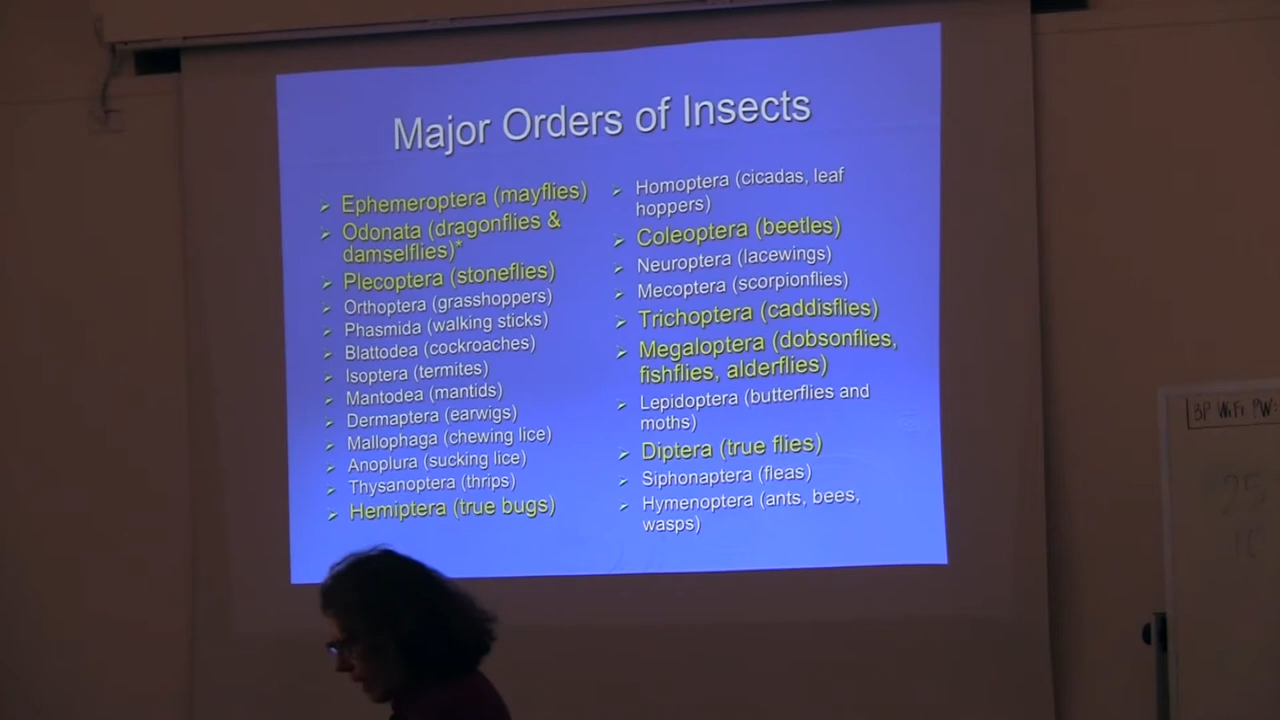 Major Orders of Insects
Ephemeroptera (mayflies)
Odonata (dragonflies &
damselflies)*
Plecoptera (stoneflies)
Orthoptera (grasshoppers)
Phasmida (walking sticks)
Blattodea (cockroaches)
Isoptera (termites)
Mantodea (mantids)
Dermaptera (earwigs)
Mallophaga (chewing lice)
Anoplura (sucking lice)
Thysanoptera (thrips)
Hemiptera (true bugs)
Homoptera (cicadas, leaf
hoppers)
Coleoptera (beetles)
Neuroptera (lacewings)
Mecoptera (scorpionflies)
Trichoptera (caddisflies)
Megaloptera (dobsonflies,
fishflies, alderflies)
Lepidoptera (butterflies and
moths)
Diptera (true flies)
Siphonaptera (fleas)
Hymenoptera (ants, bees,
wasps)
BP WiFi PW